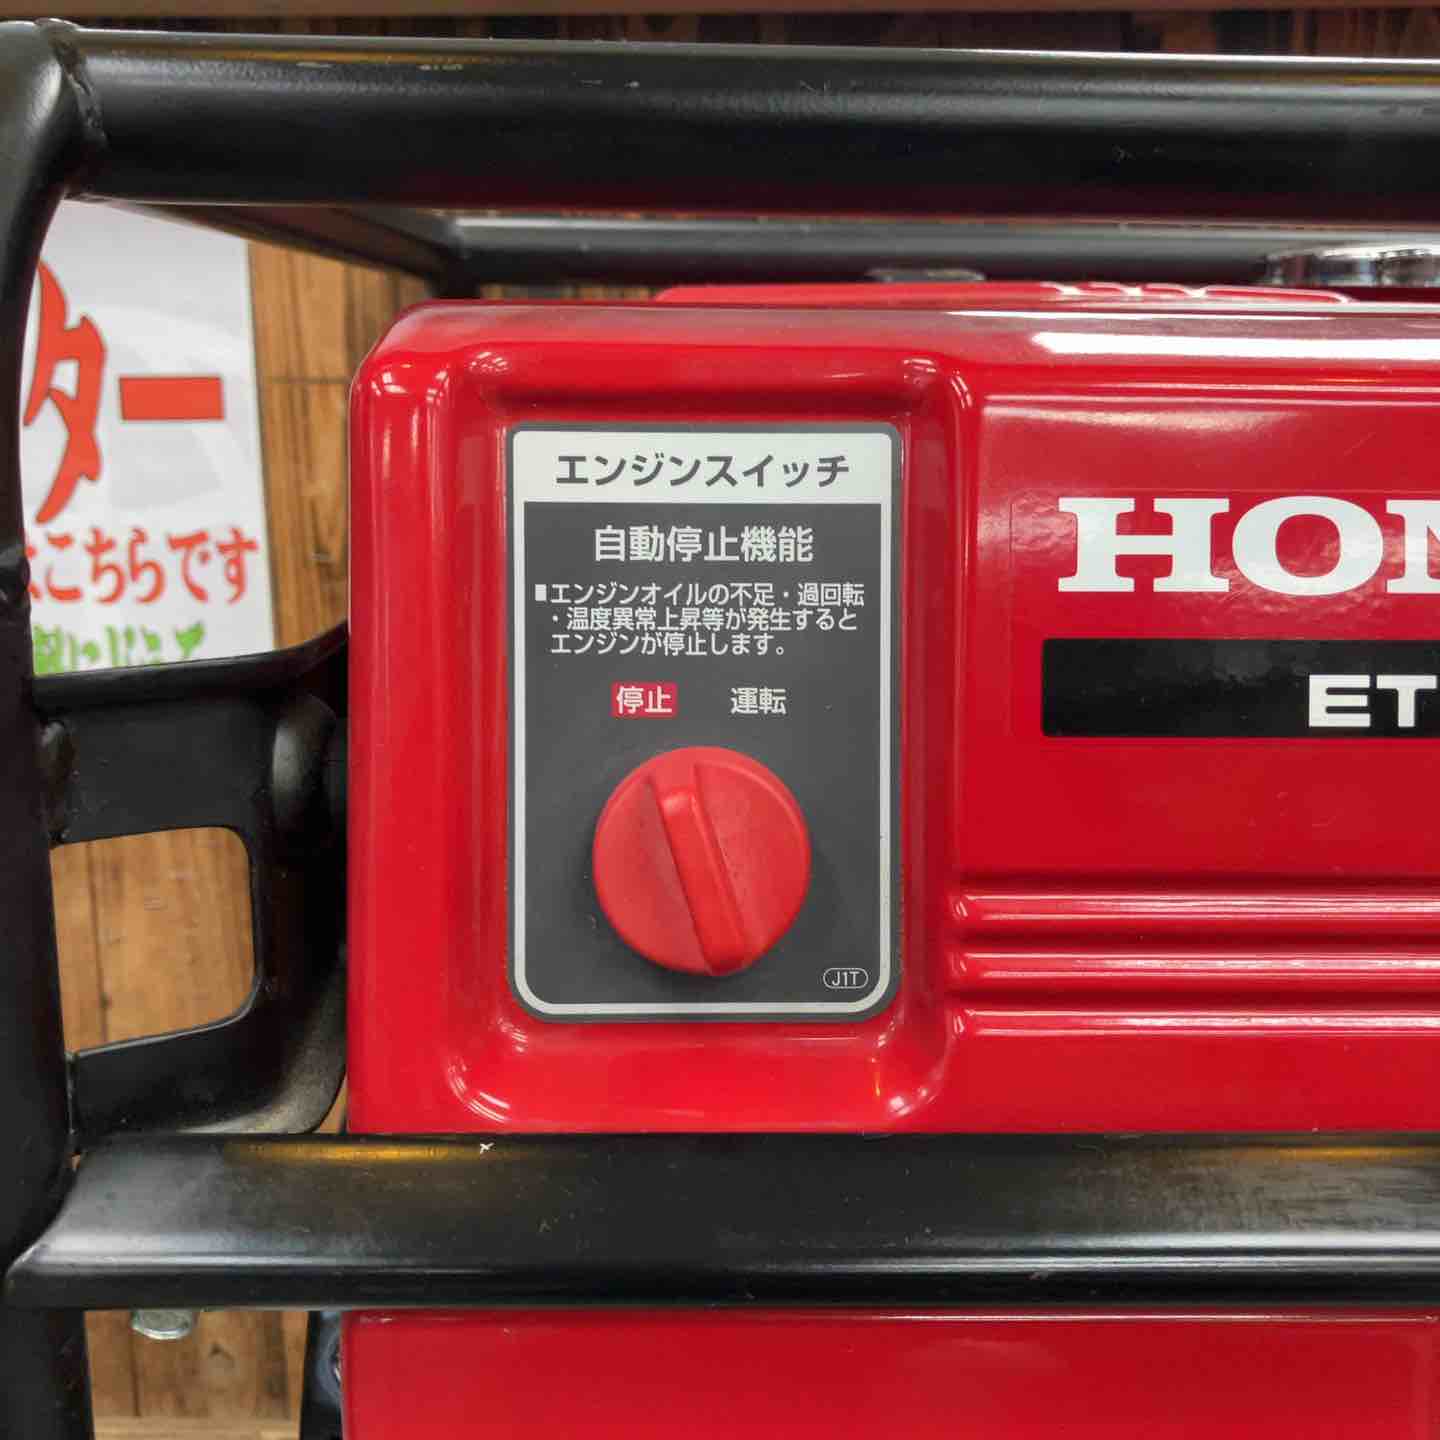 エンジンスイッチ
自動停止機能
■エンジンオイルの不足・過回転
・温度異常上昇等が発生すると
エンジンが停止します。
停止 運転
J1T
HON
ET
ター
こちらです